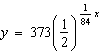 y = 373(1/2)^(1/84 x)